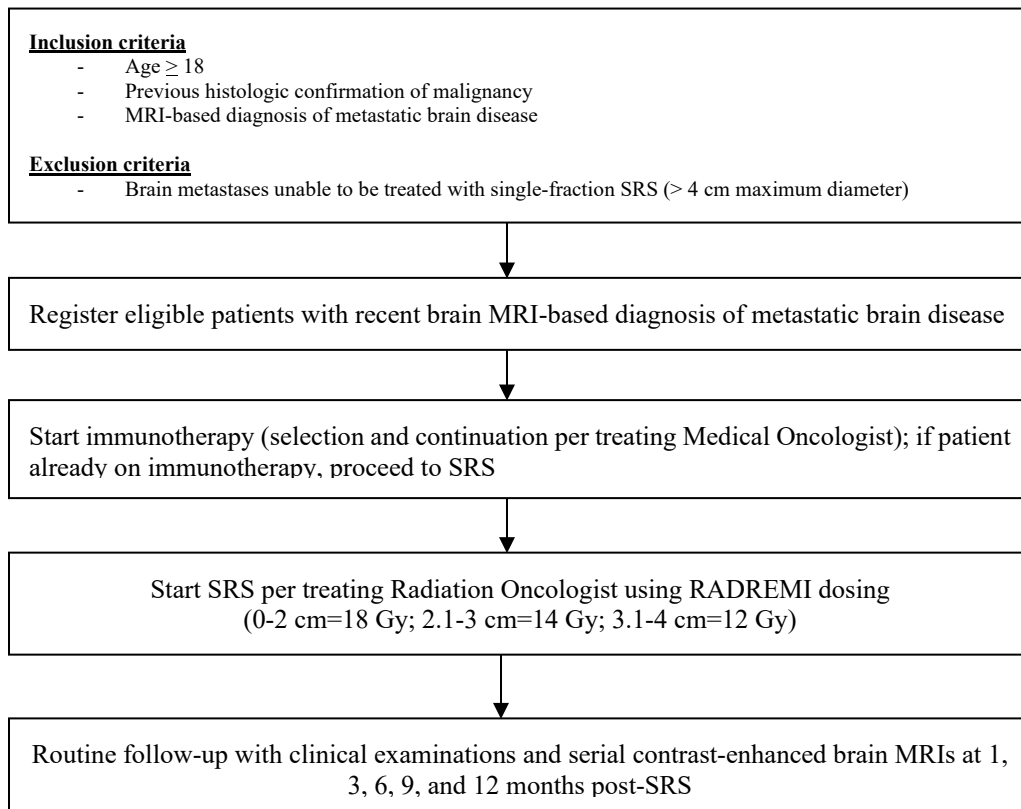 Inclusion criteria
- Age ≥ 18
- Previous histologic confirmation of malignancy
- MRI-based diagnosis of metastatic brain disease
Exclusion criteria
- Brain metastases unable to be treated with single-fraction SRS (> 4 cm maximum diameter)
Register eligible patients with recent brain MRI-based diagnosis of metastatic brain disease
Start immunotherapy (selection and continuation per treating Medical Oncologist); if patient
already on immunotherapy, proceed to SRS
Start SRS per treating Radiation Oncologist using RADREMI dosing
(0-2 cm=18 Gy; 2.1-3 cm=14 Gy; 3.1-4 cm=12 Gy)
Routine follow-up with clinical examinations and serial contrast-enhanced brain MRIs at 1,
3, 6, 9, and 12 months post-SRS